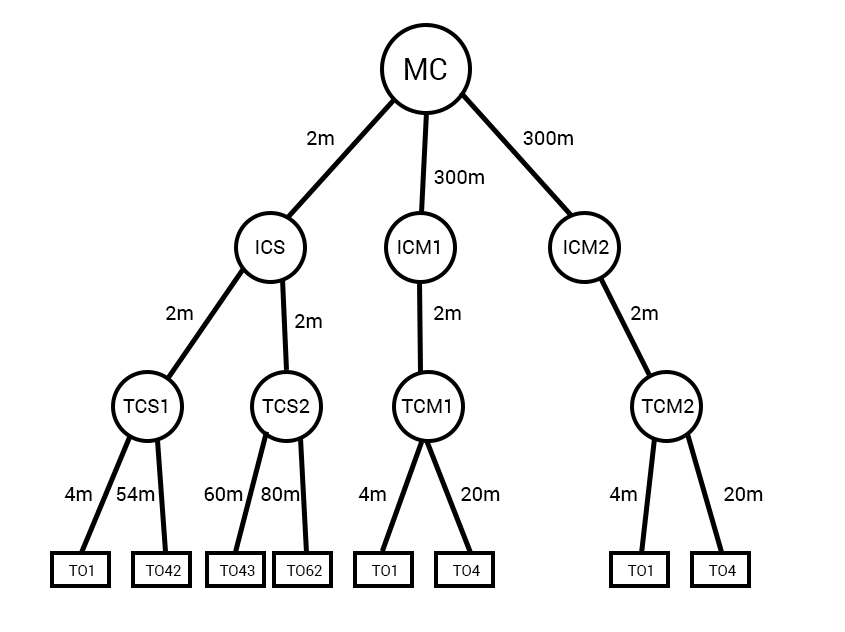 MC
2m
300m
300m
ICS
ICM1
ICM2
2m
2m
2m
2m
TCS1
TCS2
TCM1
TCM2
4m
54m
60m
80m
4m
20m
4m
20m
TO1
TO42
TO43
TO62
TO1
TO4
TO1
TO4